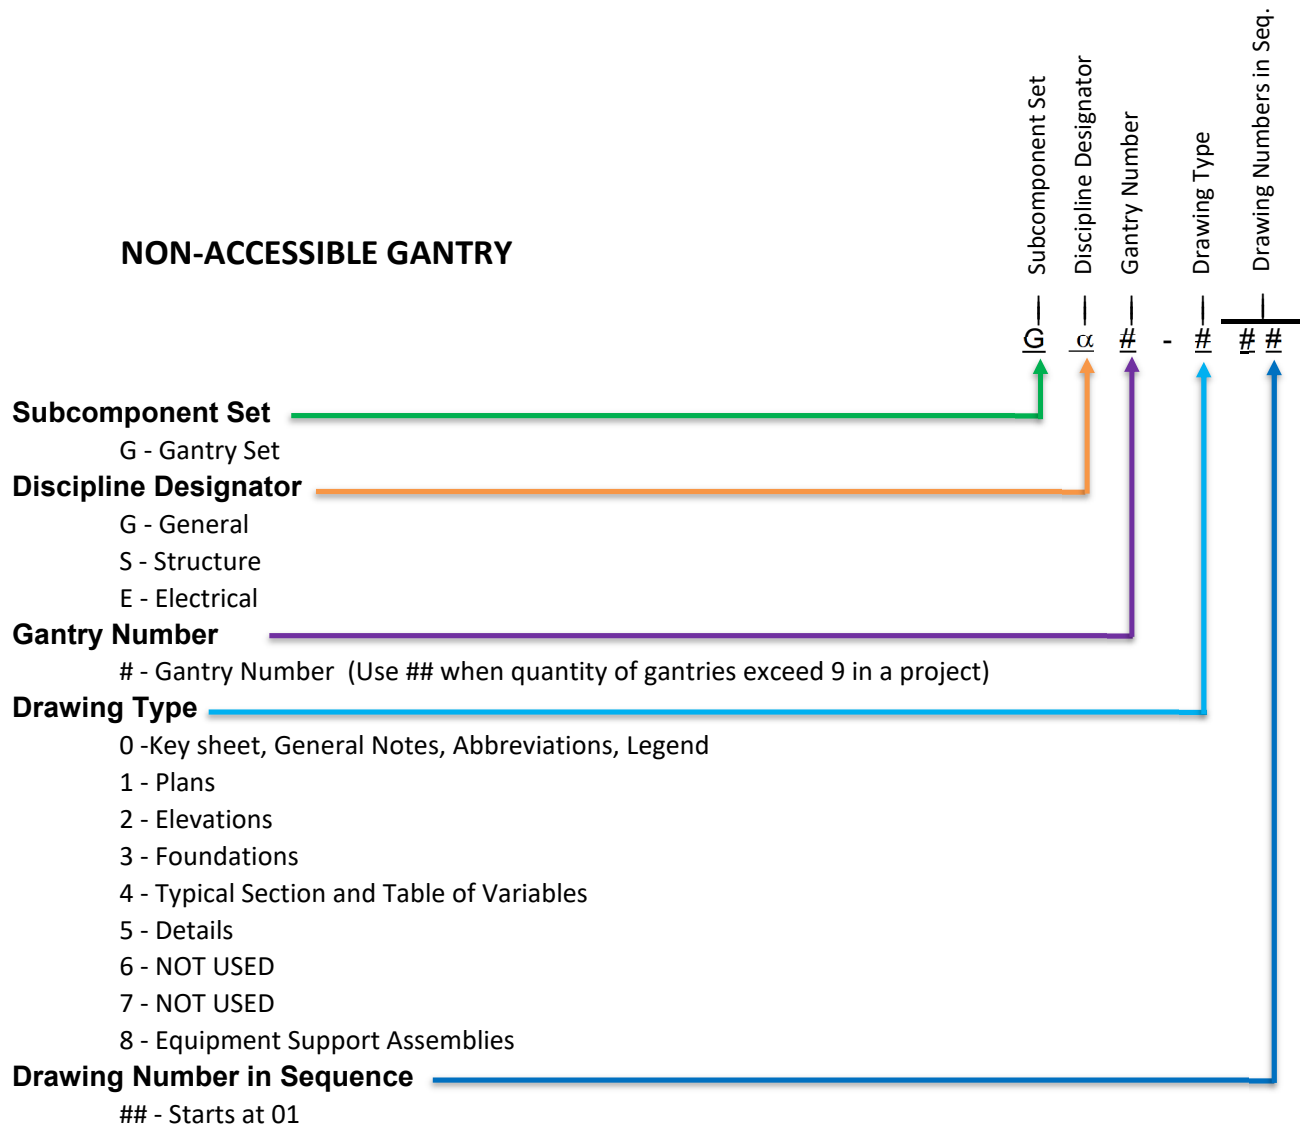 Subcomponent Set
Discipline Designator
Gantry Number
Drawing Type
Drawing Numbers in Seq.
NON-ACCESSIBLE GANTRY
G α # - # # #
Subcomponent Set
G - Gantry Set
Discipline Designator
G - General
S - Structure
E - Electrical
Gantry Number
# - Gantry Number (Use ## when quantity of gantries exceed 9 in a project)
Drawing Type
0 -Key sheet, General Notes, Abbreviations, Legend
1 - Plans
2 - Elevations
3 - Foundations
4 - Typical Section and Table of Variables
5 - Details
6 - NOT USED
7 - NOT USED
8 - Equipment Support Assemblies
Drawing Number in Sequence
## - Starts at 01